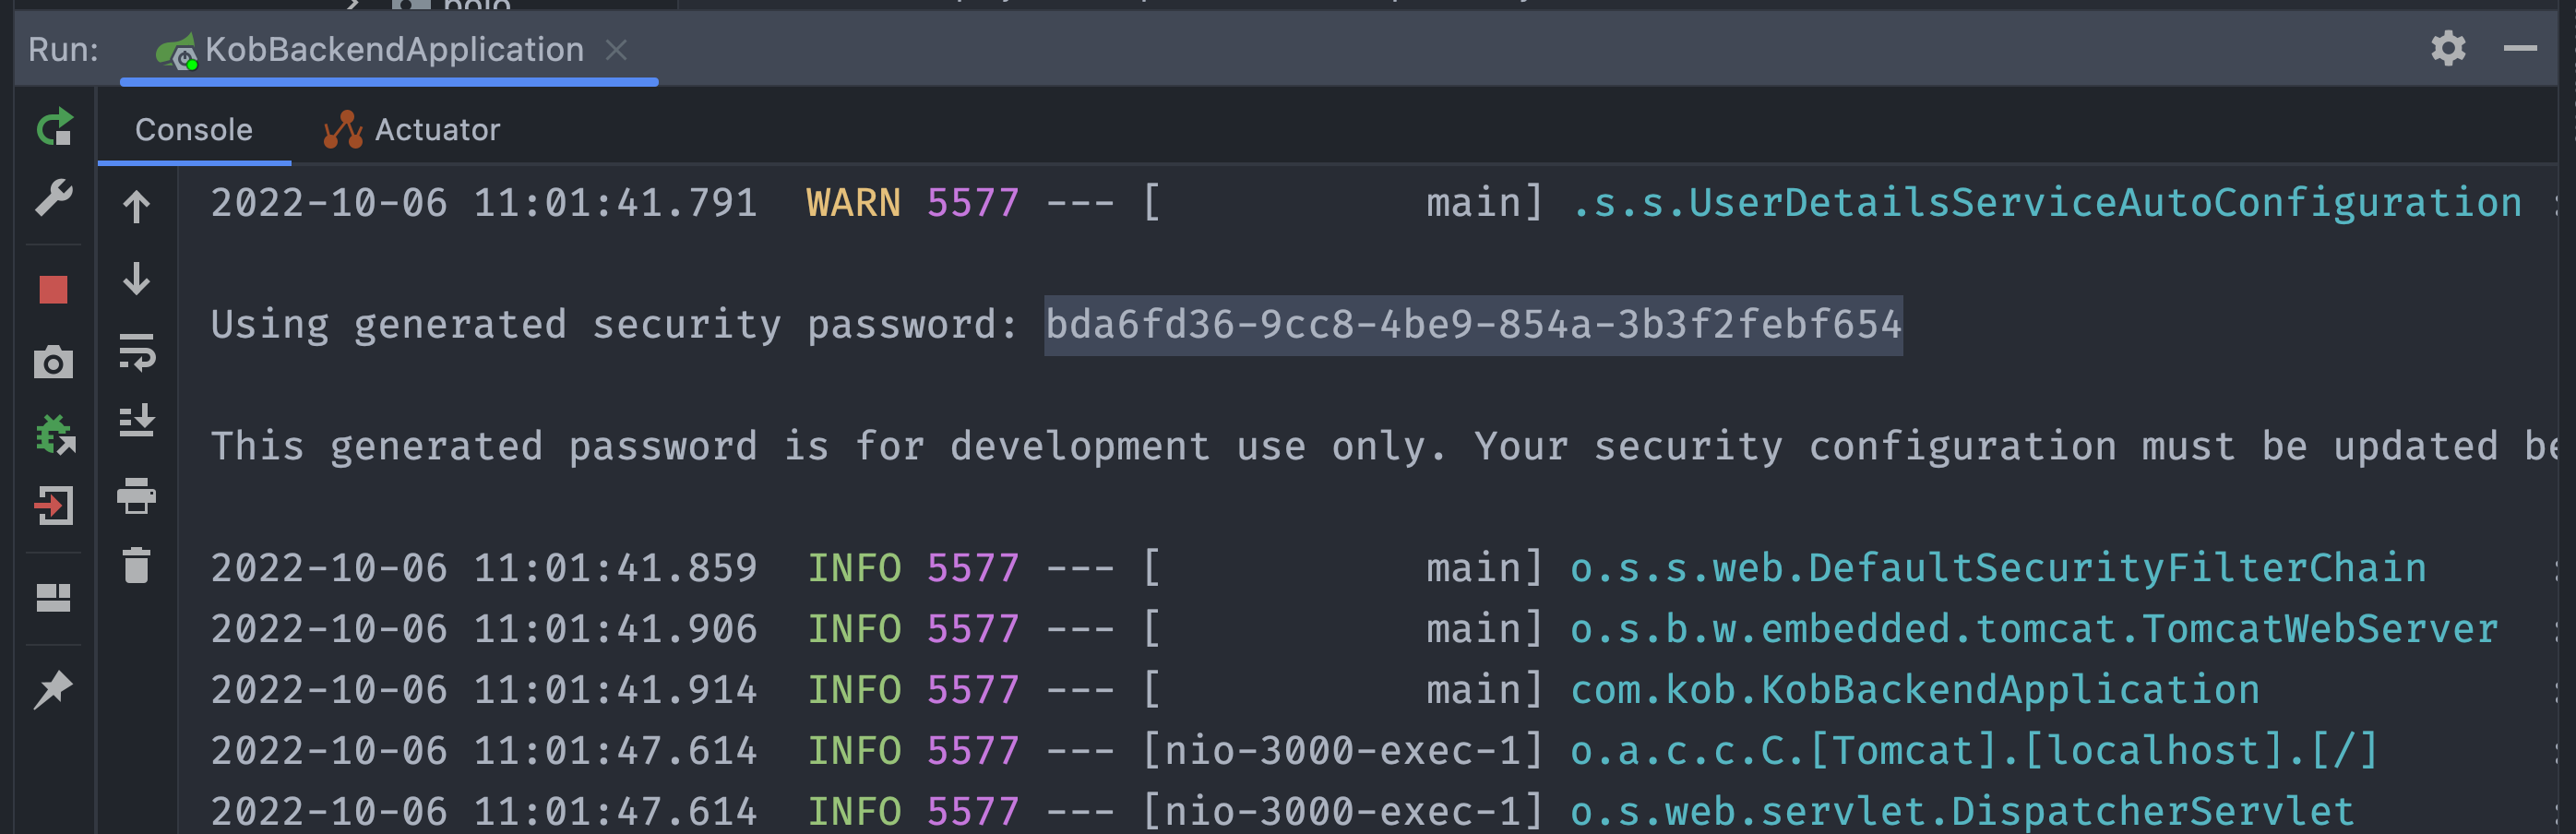 Run: KobBackendApplication
Console Actuator
2022-10-06 11:01:41.791  WARN 5577 --- [           main] .s.s.UserDetailsServiceAutoConfiguration :
Using generated security password: bda6fd36-9cc8-4be9-854a-3b3f2febf654
This generated password is for development use only. Your security configuration must be updated be
2022-10-06 11:01:41.859  INFO 5577 --- [           main] o.s.s.web.DefaultSecurityFilterChain     :
2022-10-06 11:01:41.906  INFO 5577 --- [           main] o.s.b.w.embedded.tomcat.TomcatWebServer  :
2022-10-06 11:01:41.914  INFO 5577 --- [           main] com.kob.KobBackendApplication            :
2022-10-06 11:01:47.614  INFO 5577 --- [nio-3000-exec-1] o.a.c.c.C.[Tomcat].[localhost].[/]       :
2022-10-06 11:01:47.614  INFO 5577 --- [nio-3000-exec-1] o.s.web.servlet.DispatcherServlet        :